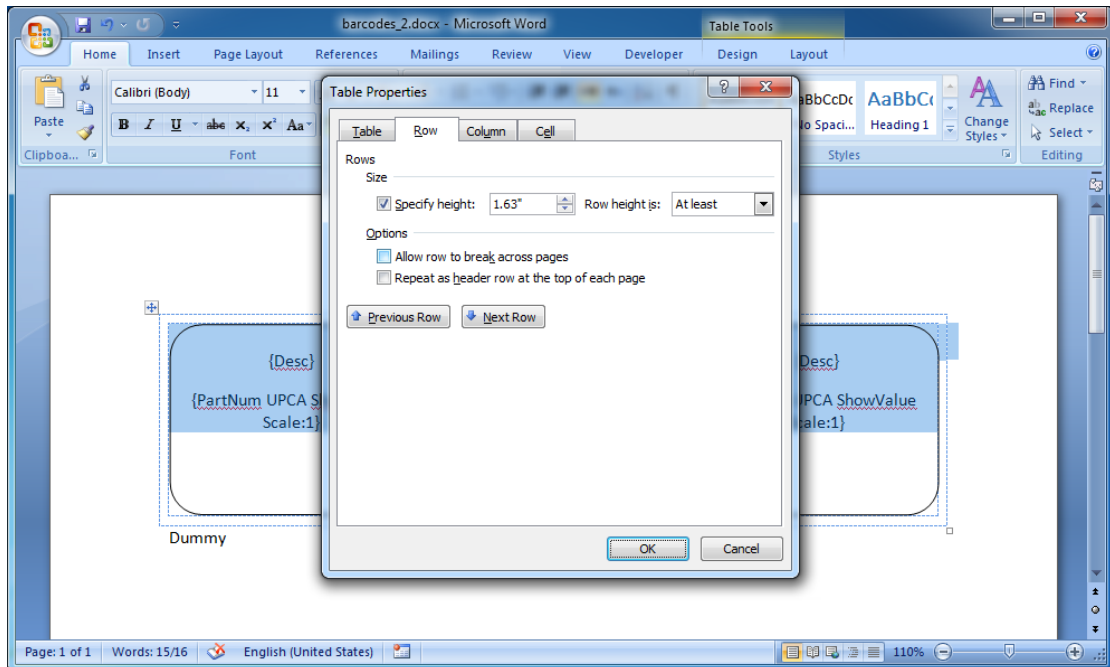 barcodes_2.docx - Microsoft Word
Table Tools
Home Insert Page Layout References Mailings Review View Developer Design Layout
Paste
Clipboa...
Calibri (Body) 11
B I U abe X₂ X² Aa
Font
AaBbC
No Spaci... Heading 1
Change
Styles
Styles
Find
Replace
Select
Editing
Table Properties
Table Row Column Cell
Rows
Size
Specify height: 1.63" Row height is: At least
Options
Allow row to break across pages
Repeat as header row at the top of each page
Previous Row Next Row
OK Cancel
{Desc}
{PartNum UPCA
Scale:1}
Desc}
UPCA ShowValue
cale:1}
Dummy
Page: 1 of 1 Words: 15/16 English (United States) 110%